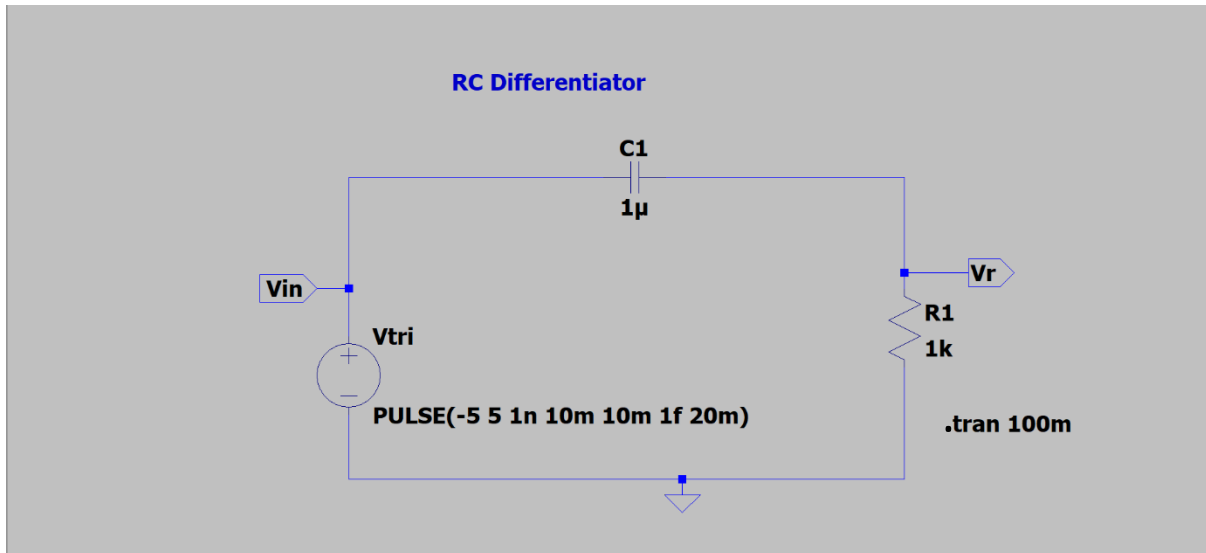 RC Differentiator
C1
1µ
Vin
Vr
Vtri
R1
1k
PULSE(-5 5 1n 10m 10m 1f 20m)
.tran 100m